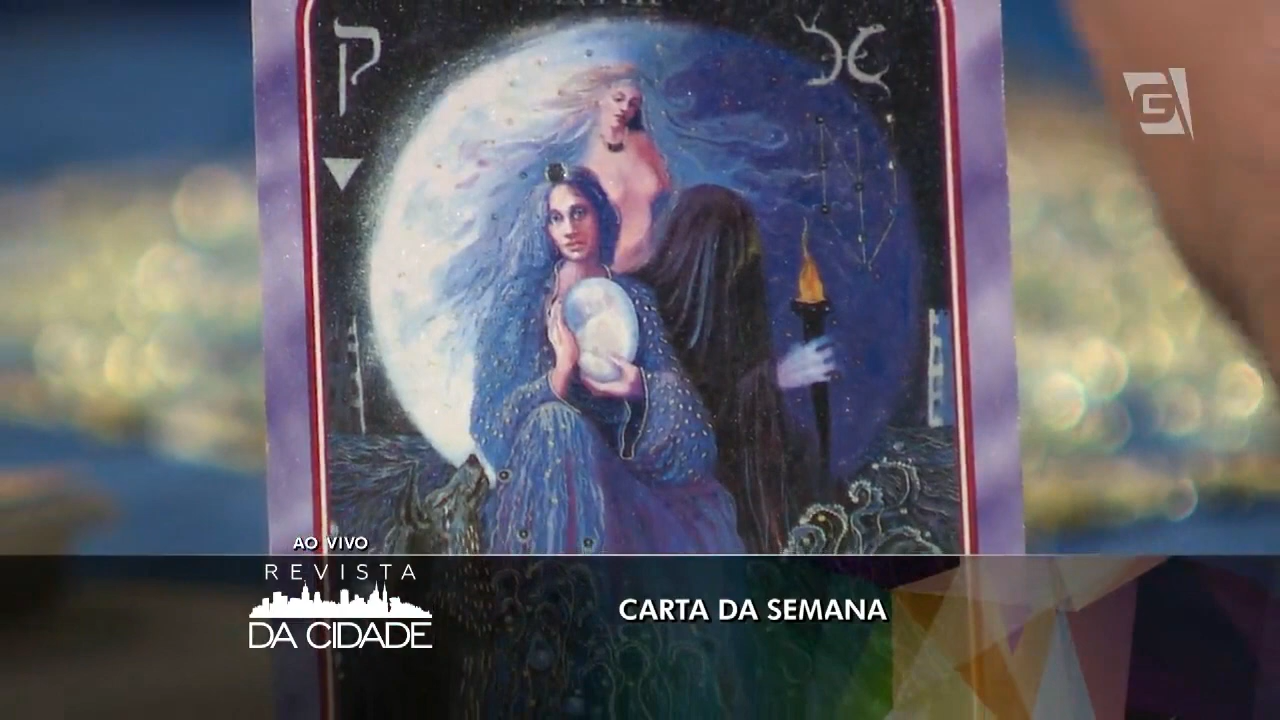 ק
G
AO VIVO
REVISTA
DA CIDADE
CARTA DA SEMANA